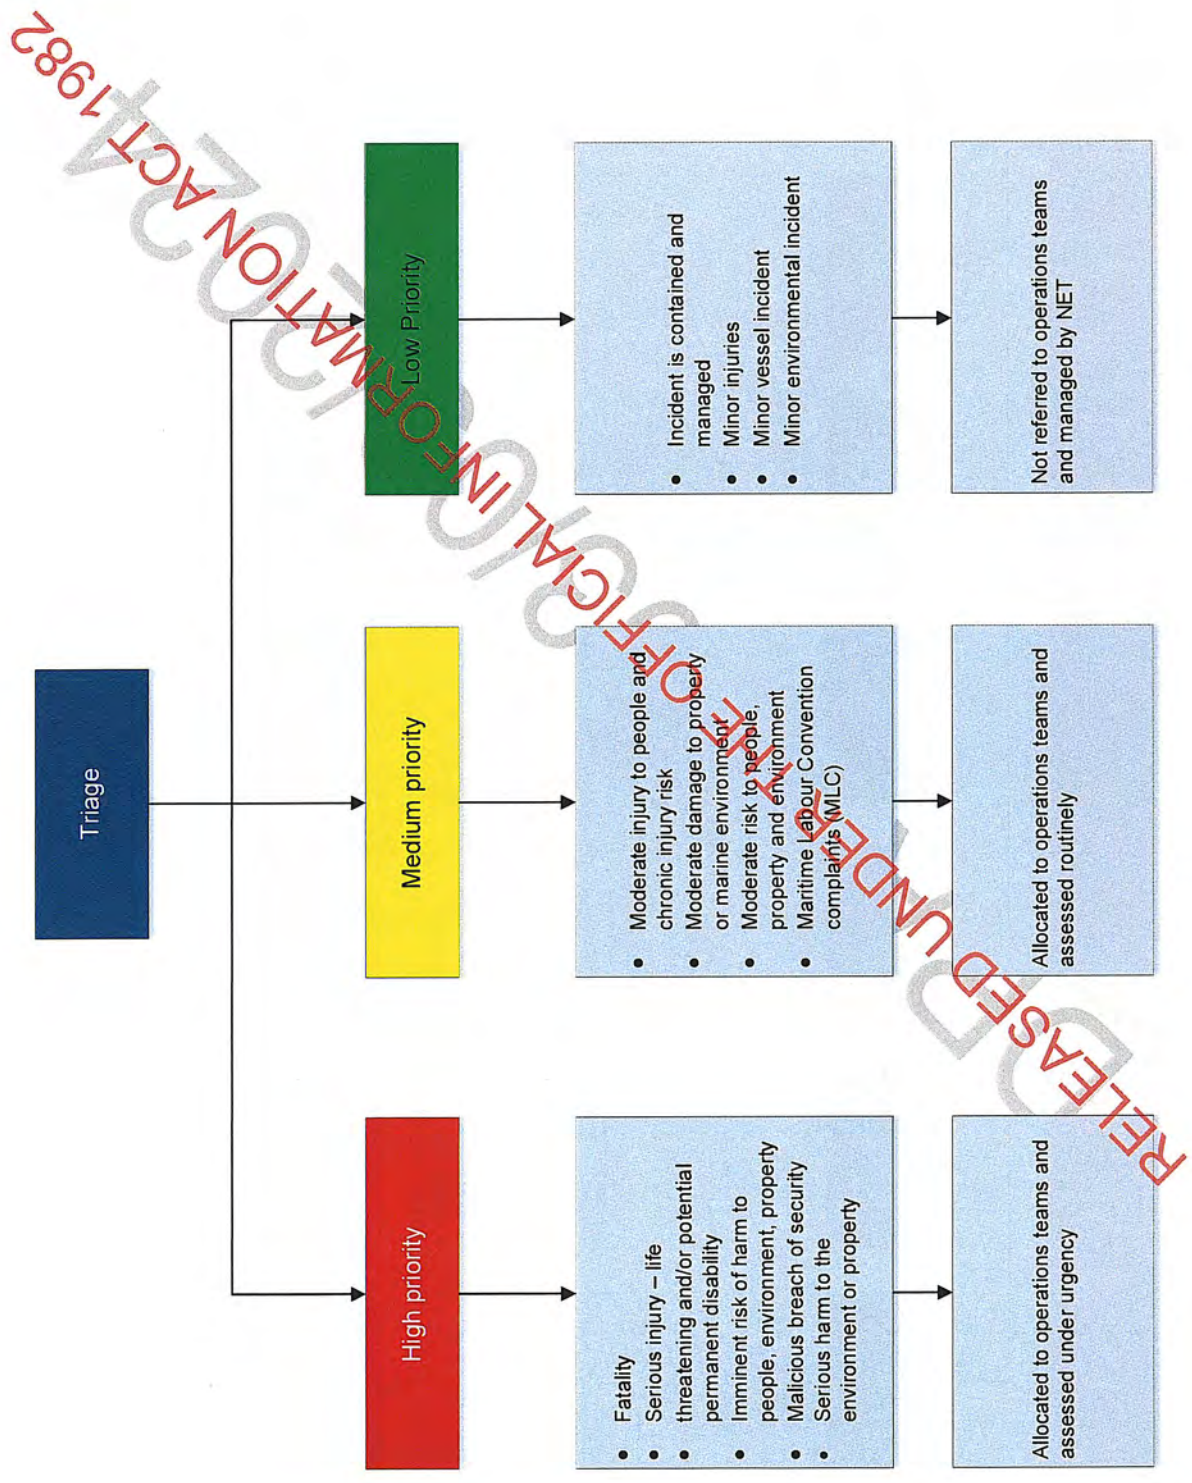 Triage
High priority
• Fatality
• Serious injury – life
• threatening and/or potential
permanent disability
• Imminent risk of harm to
people, environment, property
• Malicious breach of security
• Serious harm to the
environment or property
Allocated to operations teams and
assessed under urgency
Medium priority
• Moderate injury to people and
chronic injury risk
• Moderate damage to property
or marine environment
• Moderate risk to people,
property and environment
• Maritime Labour Convention
complaints (MLC)
Allocated to operations teams and
assessed routinely
Low Priority
• Incident is contained and
managed
• Minor injuries
• Minor vessel incident
• Minor environmental incident
Not referred to operations teams
and managed by NET
RELEASED UNDER THE OFFICIAL INFORMATION ACT 1982